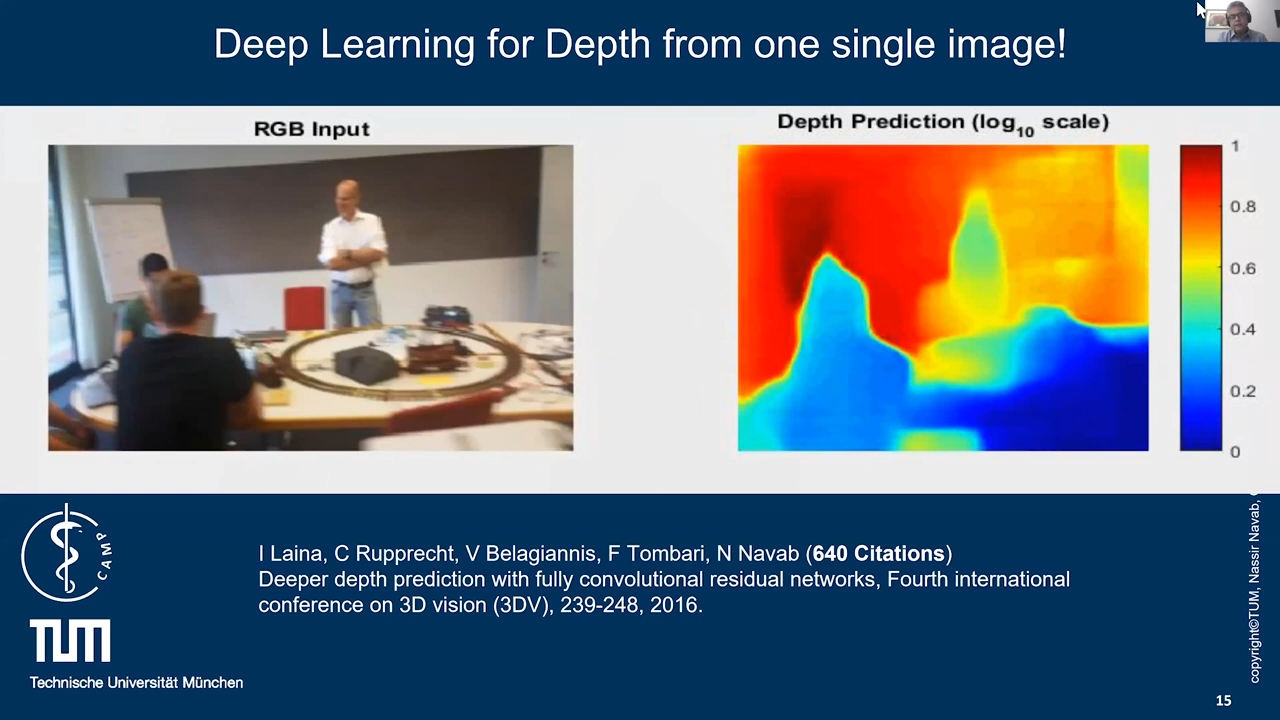 Deep Learning for Depth from one single image!
RGB Input
Depth Prediction (log10 scale)
1
0.8
0.6
0.4
0.2
0
CAMP
TUM
Technische Universität München
I Laina, C Rupprecht, V Belagiannis, F Tombari, N Navab (640 Citations)
Deeper depth prediction with fully convolutional residual networks, Fourth international
conference on 3D vision (3DV), 239-248, 2016.
copyright©TUM, Nassir Navab,
15